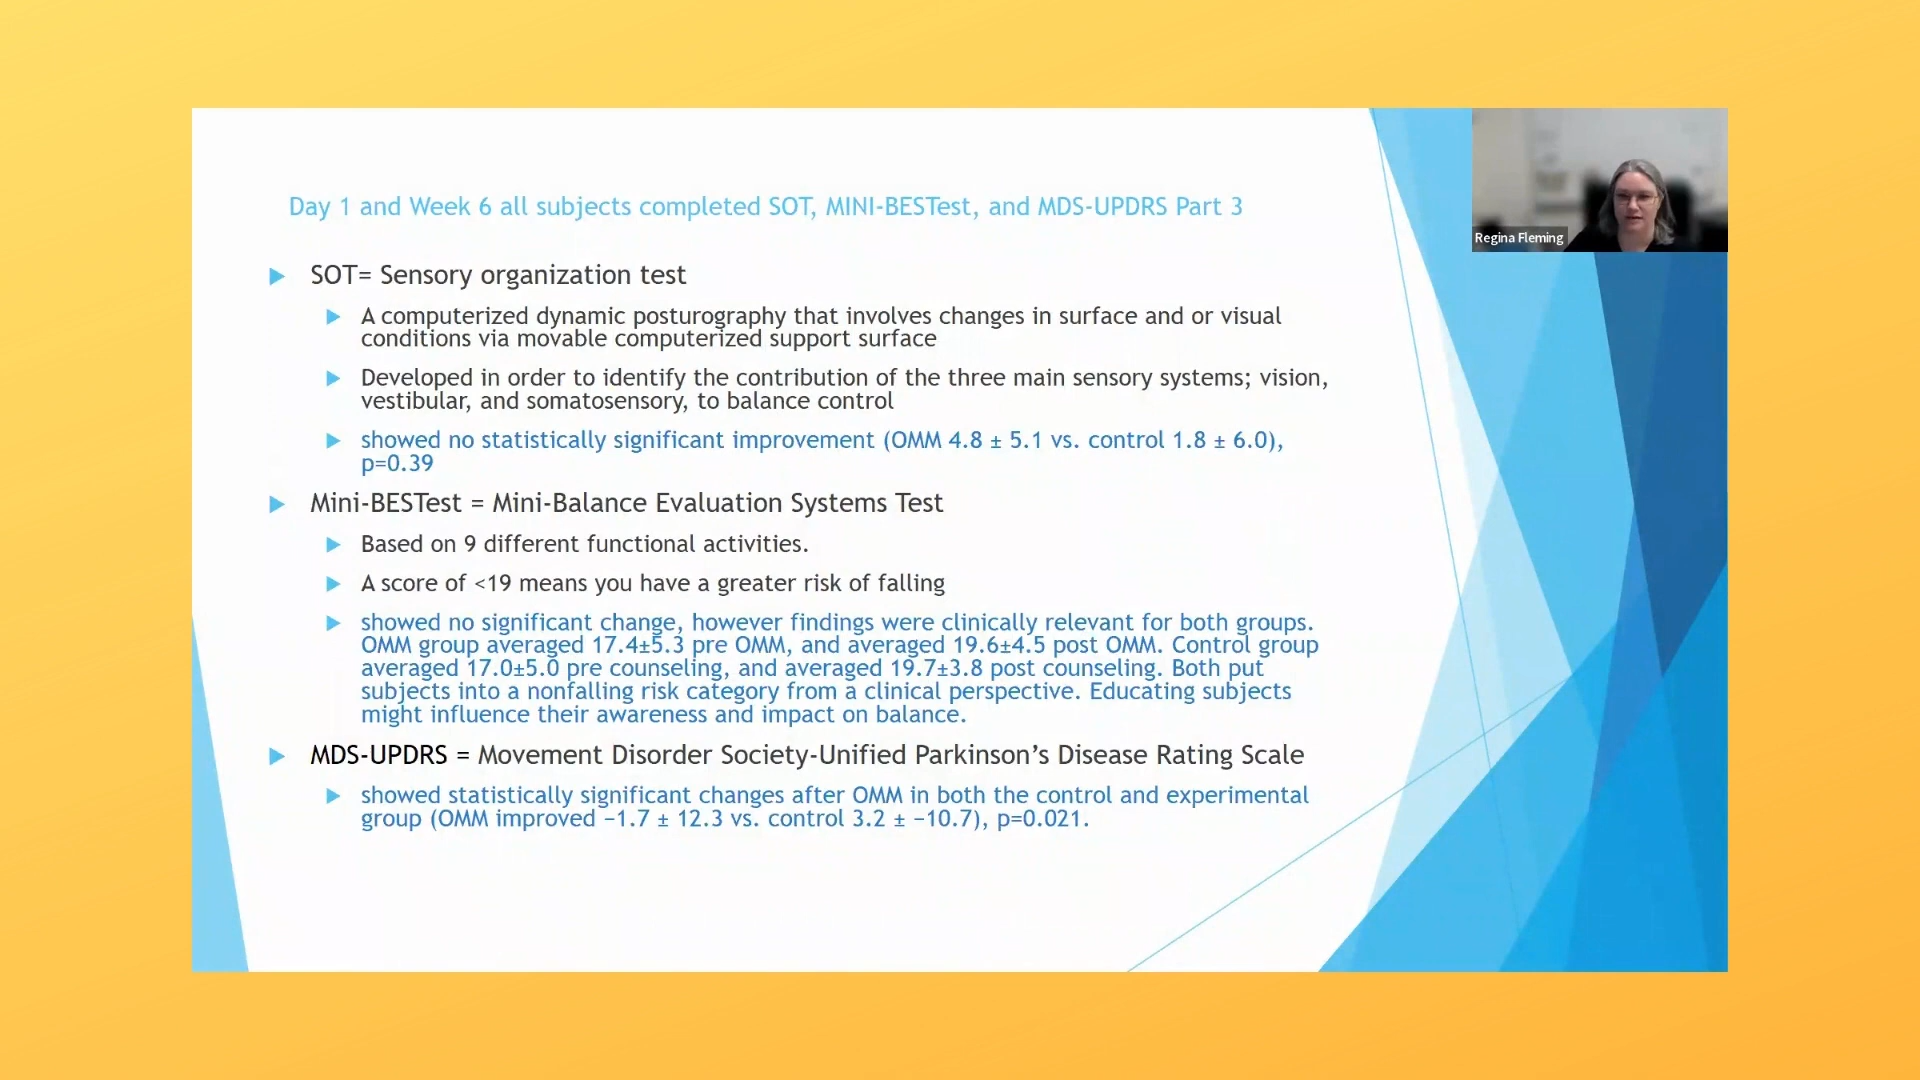 Day 1 and Week 6 all subjects completed SOT, MINI-BESTest, and MDS-UPDRS Part 3
Regina Fleming
SOT= Sensory organization test
A computerized dynamic posturography that involves changes in surface and or visual
conditions via movable computerized support surface
Developed in order to identify the contribution of the three main sensory systems; vision,
vestibular, and somatosensory, to balance control
showed no statistically significant improvement (OMM 4.8 ± 5.1 vs. control 1.8 ± 6.0),
p=0.39
Mini-BESTest = Mini-Balance Evaluation Systems Test
Based on 9 different functional activities.
A score of <19 means you have a greater risk of falling
showed no significant change, however findings were clinically relevant for both groups.
OMM group averaged 17.4±5.3 pre OMM, and averaged 19.6±4.5 post OMM. Control group
averaged 17.0±5.0 pre counseling, and averaged 19.7±3.8 post counseling. Both put
subjects into a nonfalling risk category from a clinical perspective. Educating subjects
might influence their awareness and impact on balance.
MDS-UPDRS = Movement Disorder Society-Unified Parkinson’s Disease Rating Scale
showed statistically significant changes after OMM in both the control and experimental
group (OMM improved −1.7 ± 12.3 vs. control 3.2 ± −10.7), p=0.021.